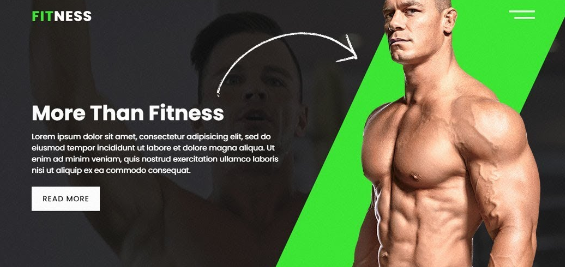 FITNESS
More Than Fitness
Lorem ipsum dolor sit amet, consectetur adipisicing elit, sed do
eiusmod tempor incididunt ut labore et dolore magna aliqua. Ut
enim ad minim veniam, quis nostrud exercitation ullamco laboris
nisi ut aliquip ex ea commodo consequat.
READ MORE